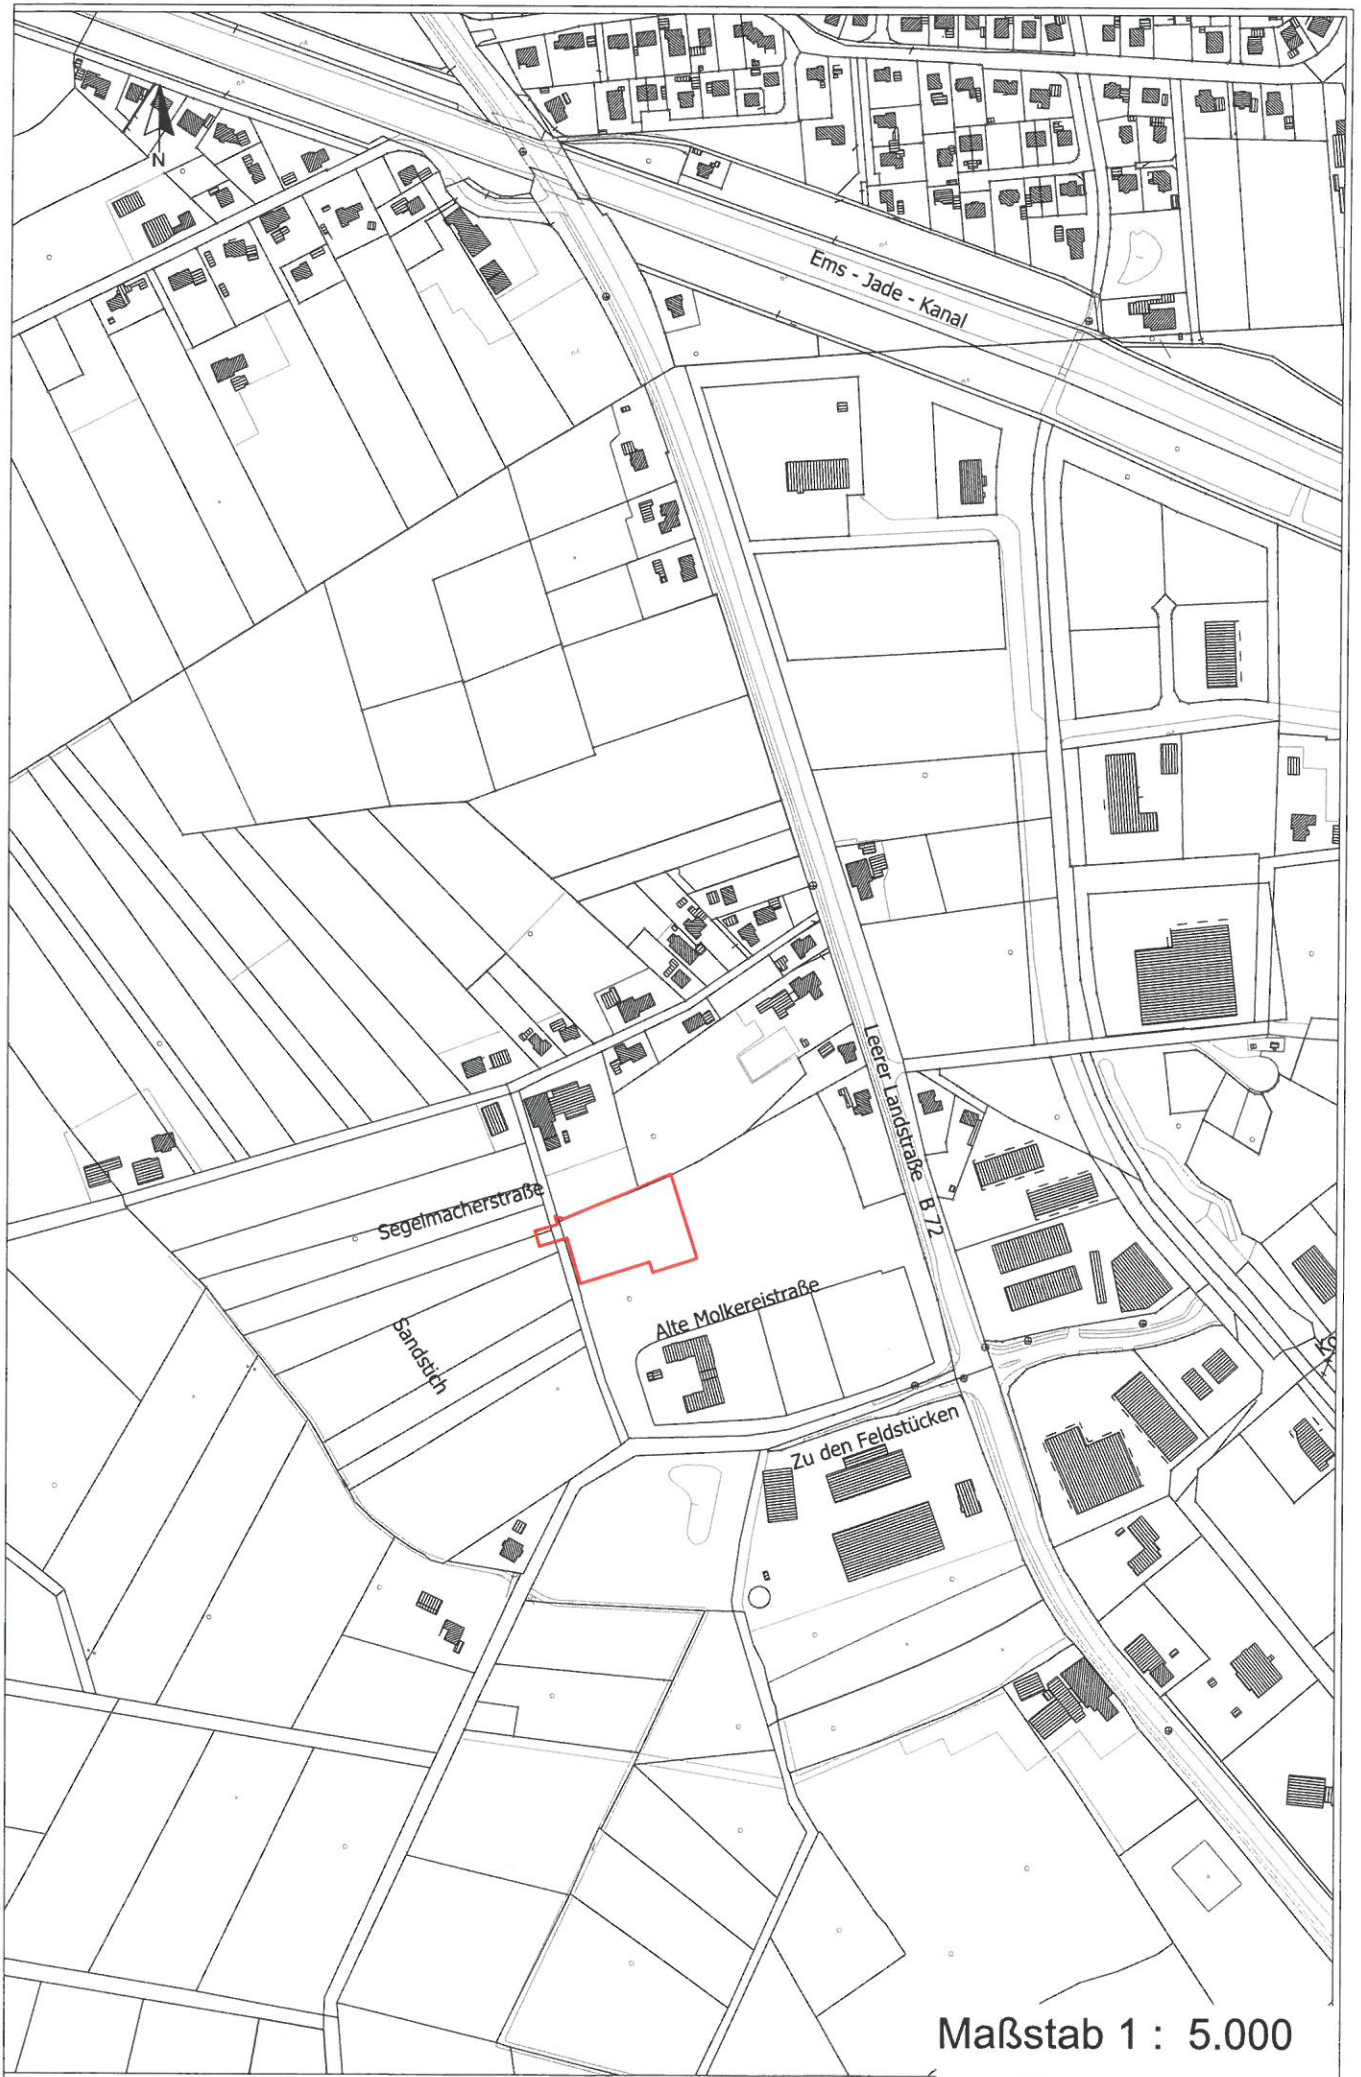 N
Ems - Jade - Kanal
Leerer Landstraße B 72
Segelmacherstraße
Sandstich
Alte Molkereistraße
Zu den Feldstücken
Maßstab 1 : 5.000